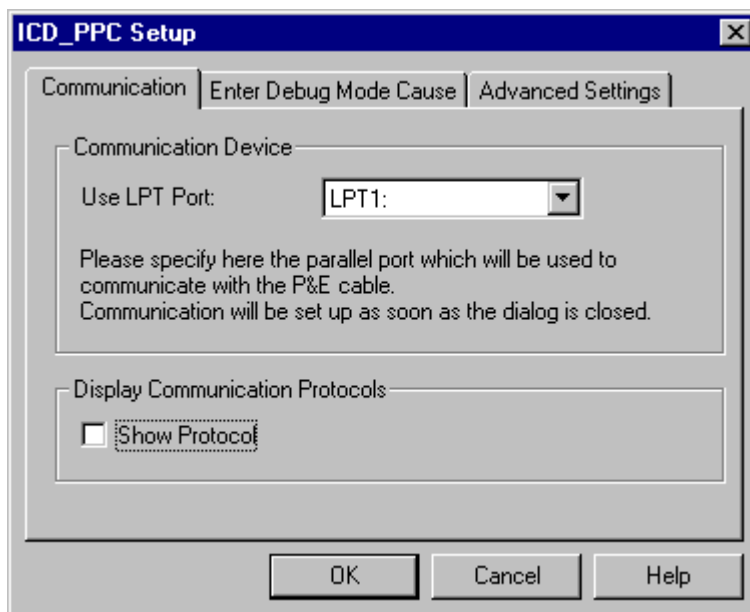 ICD_PPC Setup
Communication
Enter Debug Mode Cause
Advanced Settings
Communication Device
Use LPT Port:
LPT1:
Please specify here the parallel port which will be used to
communicate with the P&E cable.
Communication will be set up as soon as the dialog is closed.
Display Communication Protocols
Show Protocol
OK
Cancel
Help